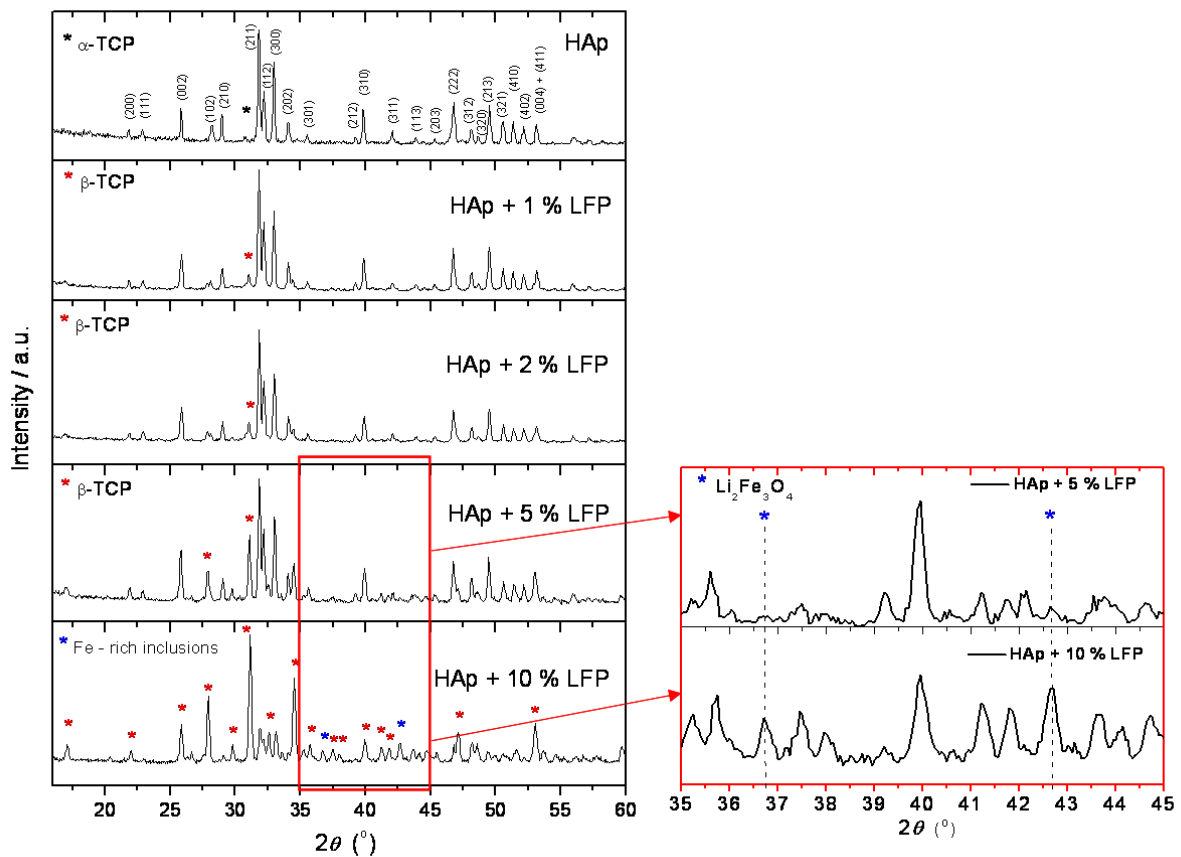 * α-TCP
HAp
(200)
(111)
(002)
(102)
(210)
*
(211)
(112)
(300)
(202)
(301)
(212)
(310)
(311)
(113)
(203)
(222)
(312)
(320)
(213)
(321)
(410)
(402)
(004) + (411)
* β-TCP
HAp + 1 % LFP
*
* β-TCP
HAp + 2 % LFP
*
* β-TCP
HAp + 5 % LFP
* *
* Fe - rich inclusions
HAp + 10 % LFP
* * * * * * * * * * * * * * * * * *
Intensity / a.u.
20 25 30 35 40 45 50 55 60
2θ (°)
* Li₂Fe₃O₄
HAp + 5 % LFP
* *
HAp + 10 % LFP
35 36 37 38 39 40 41 42 43 44 45
2θ (°)